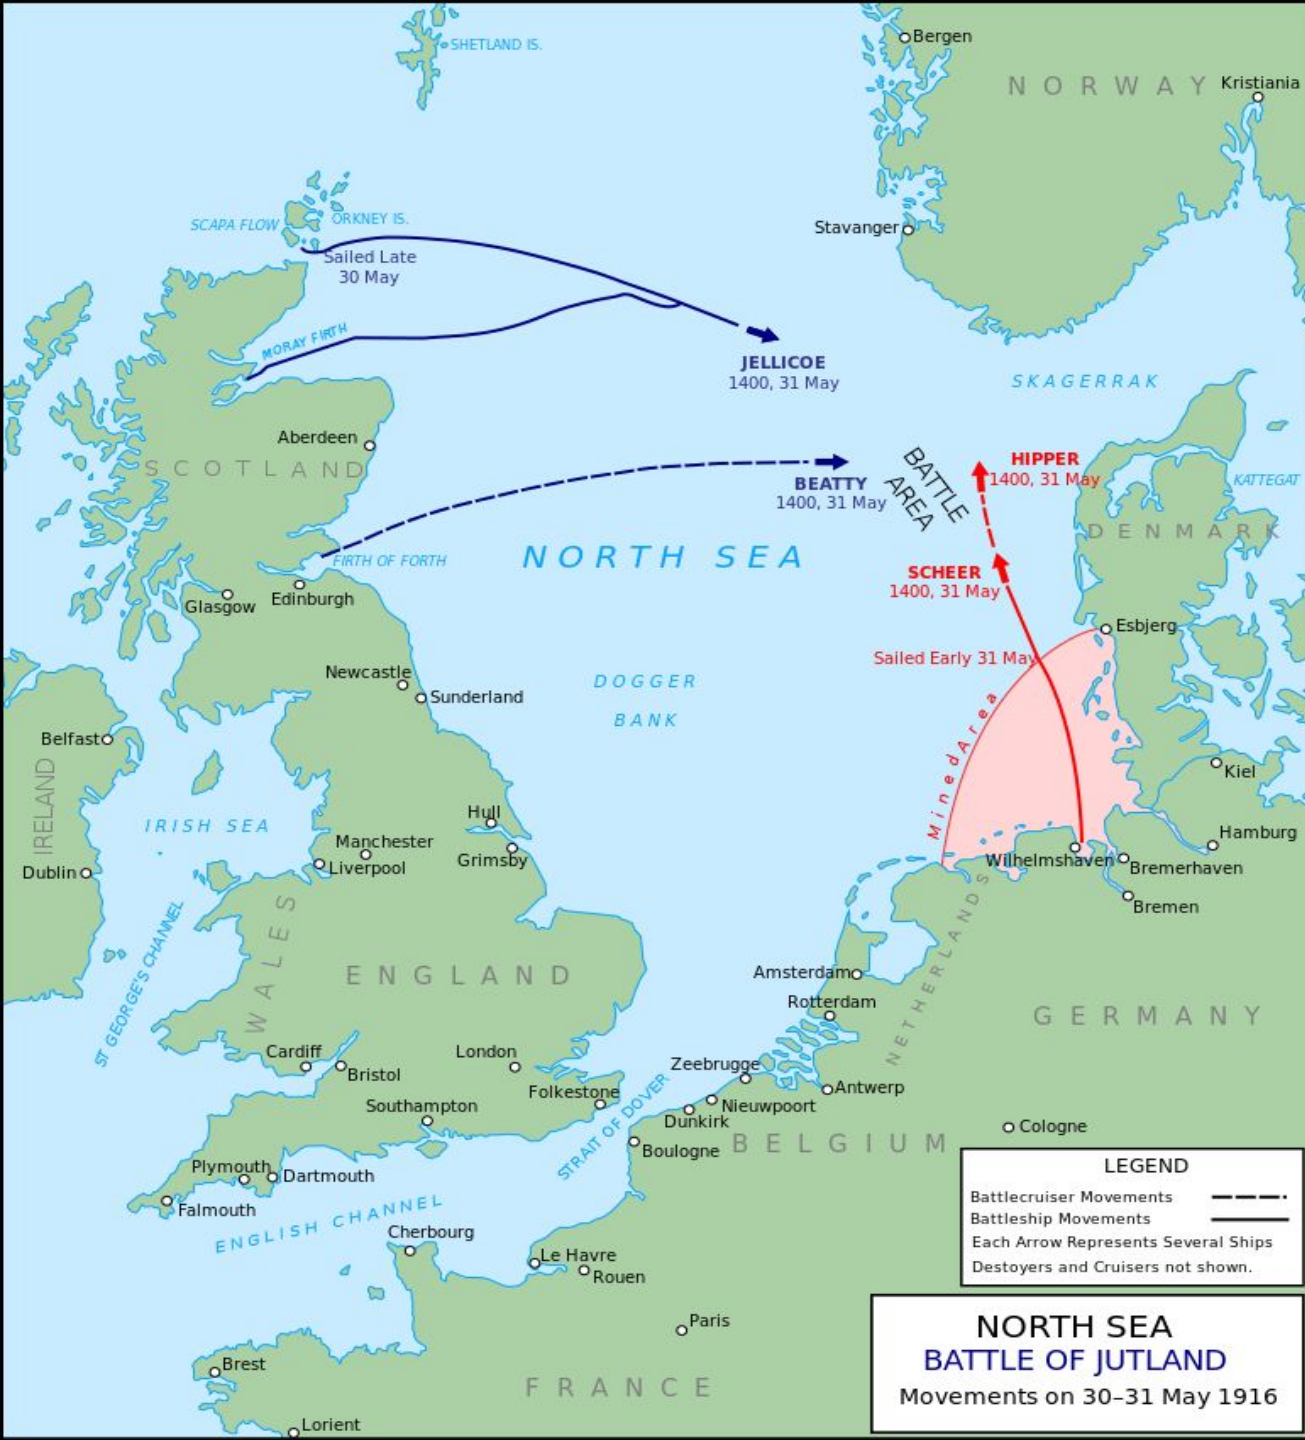 Bergen
SHETLAND IS.
NORWAY
Kristiania
SCAPA FLOW
ORKNEY IS.
Stavanger
Sailed Late
30 May
MORAY FIRTH
JELLICOE
1400, 31 May
SKAGERRAK
Aberdeen
SCOTLAND
BATTLE
AREA
HIPPER
1400, 31 May
KATTEGAT
BEATTY
1400, 31 May
DENMARK
FIRTH OF FORTH
NORTH SEA
SCHEER
1400, 31 May
Glasgow
Edinburgh
Esbjerg
Sailed Early 31 May
Newcastle
Sunderland
DOGGER
BANK
Mined Area
Belfast
IRELAND
Kiel
IRISH SEA
Hull
Manchester
Liverpool
Grimsby
Hamburg
Wilhelmshaven
Bremerhaven
Dublin
Bremen
WALES
ST GEORGE'S CHANNEL
ENGLAND
Amsterdam
Rotterdam
NETHERLANDS
GERMANY
Cardiff
Bristol
London
Zeebrugge
Folkestone
Antwerp
Southampton
Nieuwpoort
Dunkirk
STRAIT OF DOVER
Boulogne
BELGIUM
Cologne
Plymouth
Dartmouth
Falmouth
ENGLISH CHANNEL
Cherbourg
Le Havre
Rouen
Paris
Brest
FRANCE
Lorient
LEGEND
Battlecruiser Movements
Battleship Movements
Each Arrow Represents Several Ships
Destoyers and Cruisers not shown.
NORTH SEA
BATTLE OF JUTLAND
Movements on 30–31 May 1916